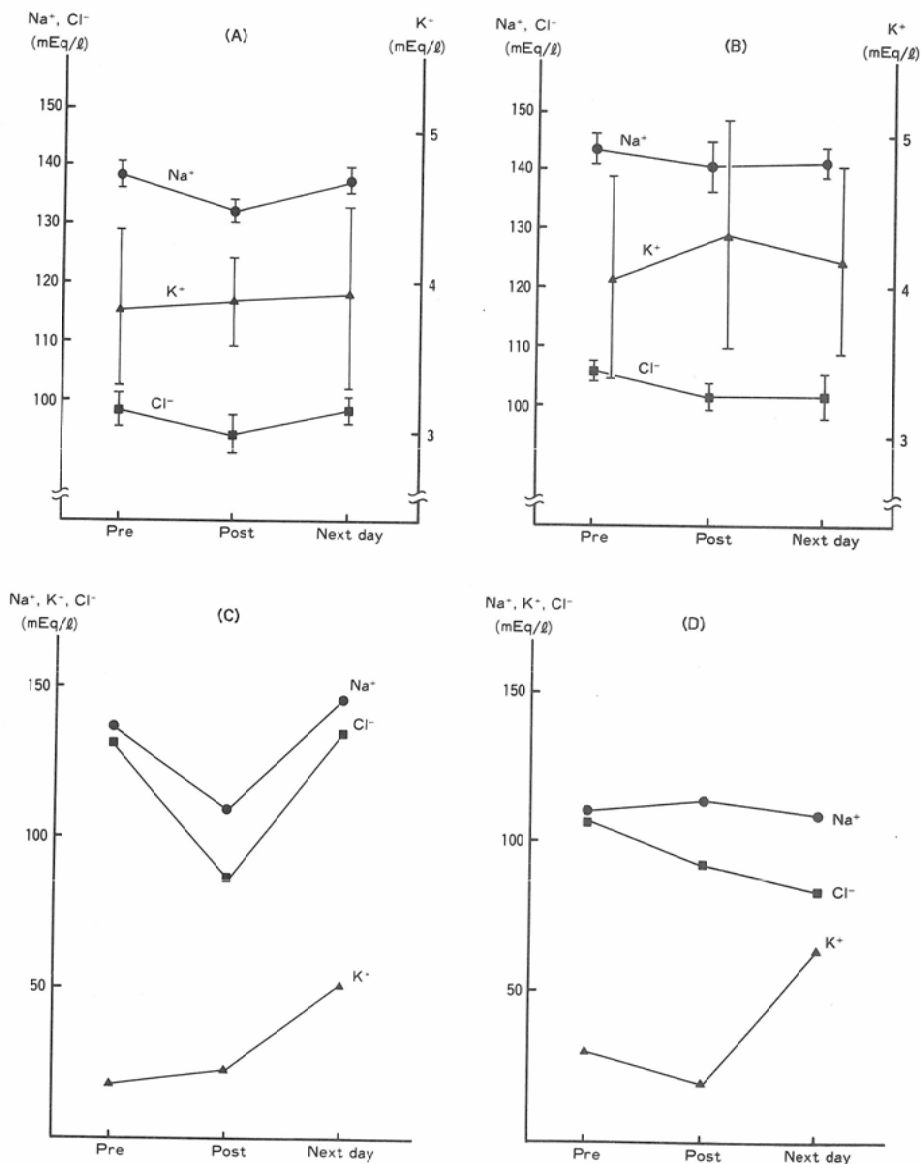 Na⁺, Cl⁻
(mEq/ℓ)
(A)
K⁺
(mEq/ℓ)
150
140
130
120
110
100
5
4
3
Na⁺
K⁺
Cl⁻
Pre
Post
Next day
Na⁺, Cl⁻
(mEq/ℓ)
(B)
K⁺
(mEq/ℓ)
150
140
130
120
110
100
5
4
3
Na⁺
K⁺
Cl⁻
Pre
Post
Next day
Na⁺, K⁺, Cl⁻
(mEq/ℓ)
(C)
150
100
50
Na⁺
Cl⁻
K⁺
Pre
Post
Next day
Na⁺, K⁺, Cl⁻
(mEq/ℓ)
(D)
150
100
50
Na⁺
Cl⁻
K⁺
Pre
Post
Next day